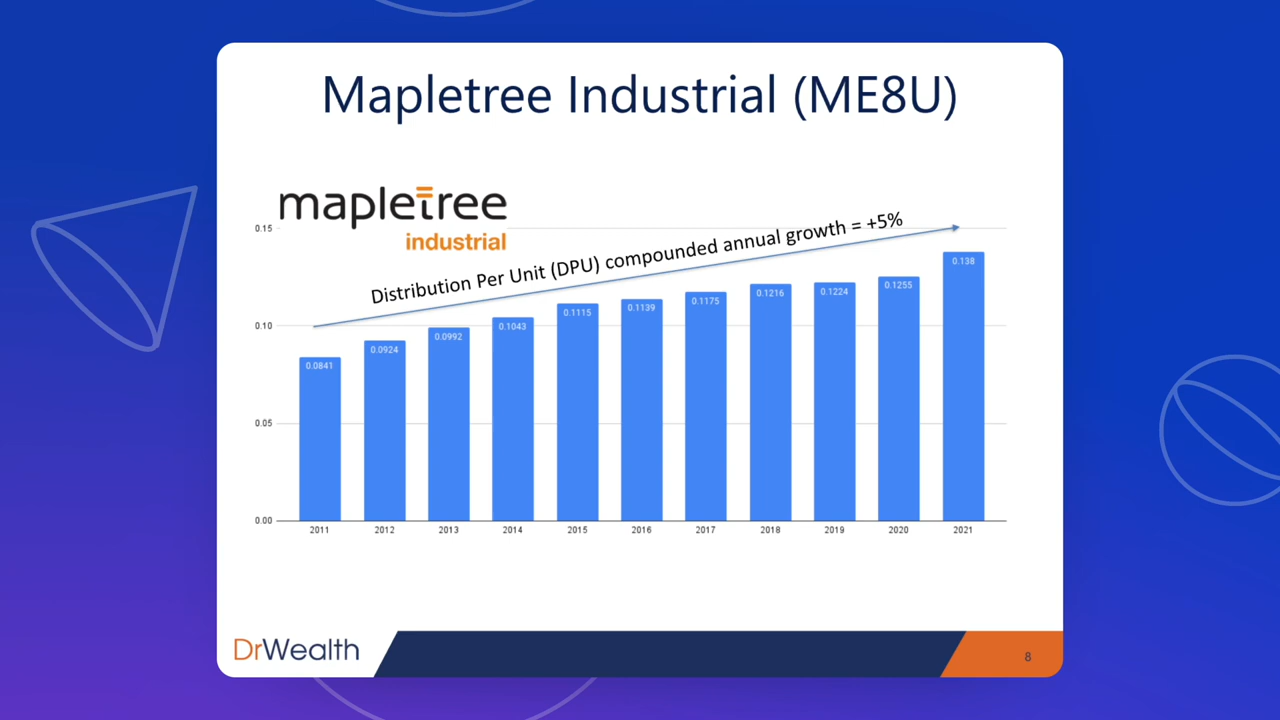 Mapletree Industrial (ME8U)
mapletree
industrial
Distribution Per Unit (DPU) compounded annual growth = +5%
0.15
0.10
0.05
0.00
0.0841
0.0924
0.0992
0.1043
0.1115
0.1139
0.1175
0.1216
0.1224
0.1255
0.138
2011 2012 2013 2014 2015 2016 2017 2018 2019 2020 2021
DrWealth
8